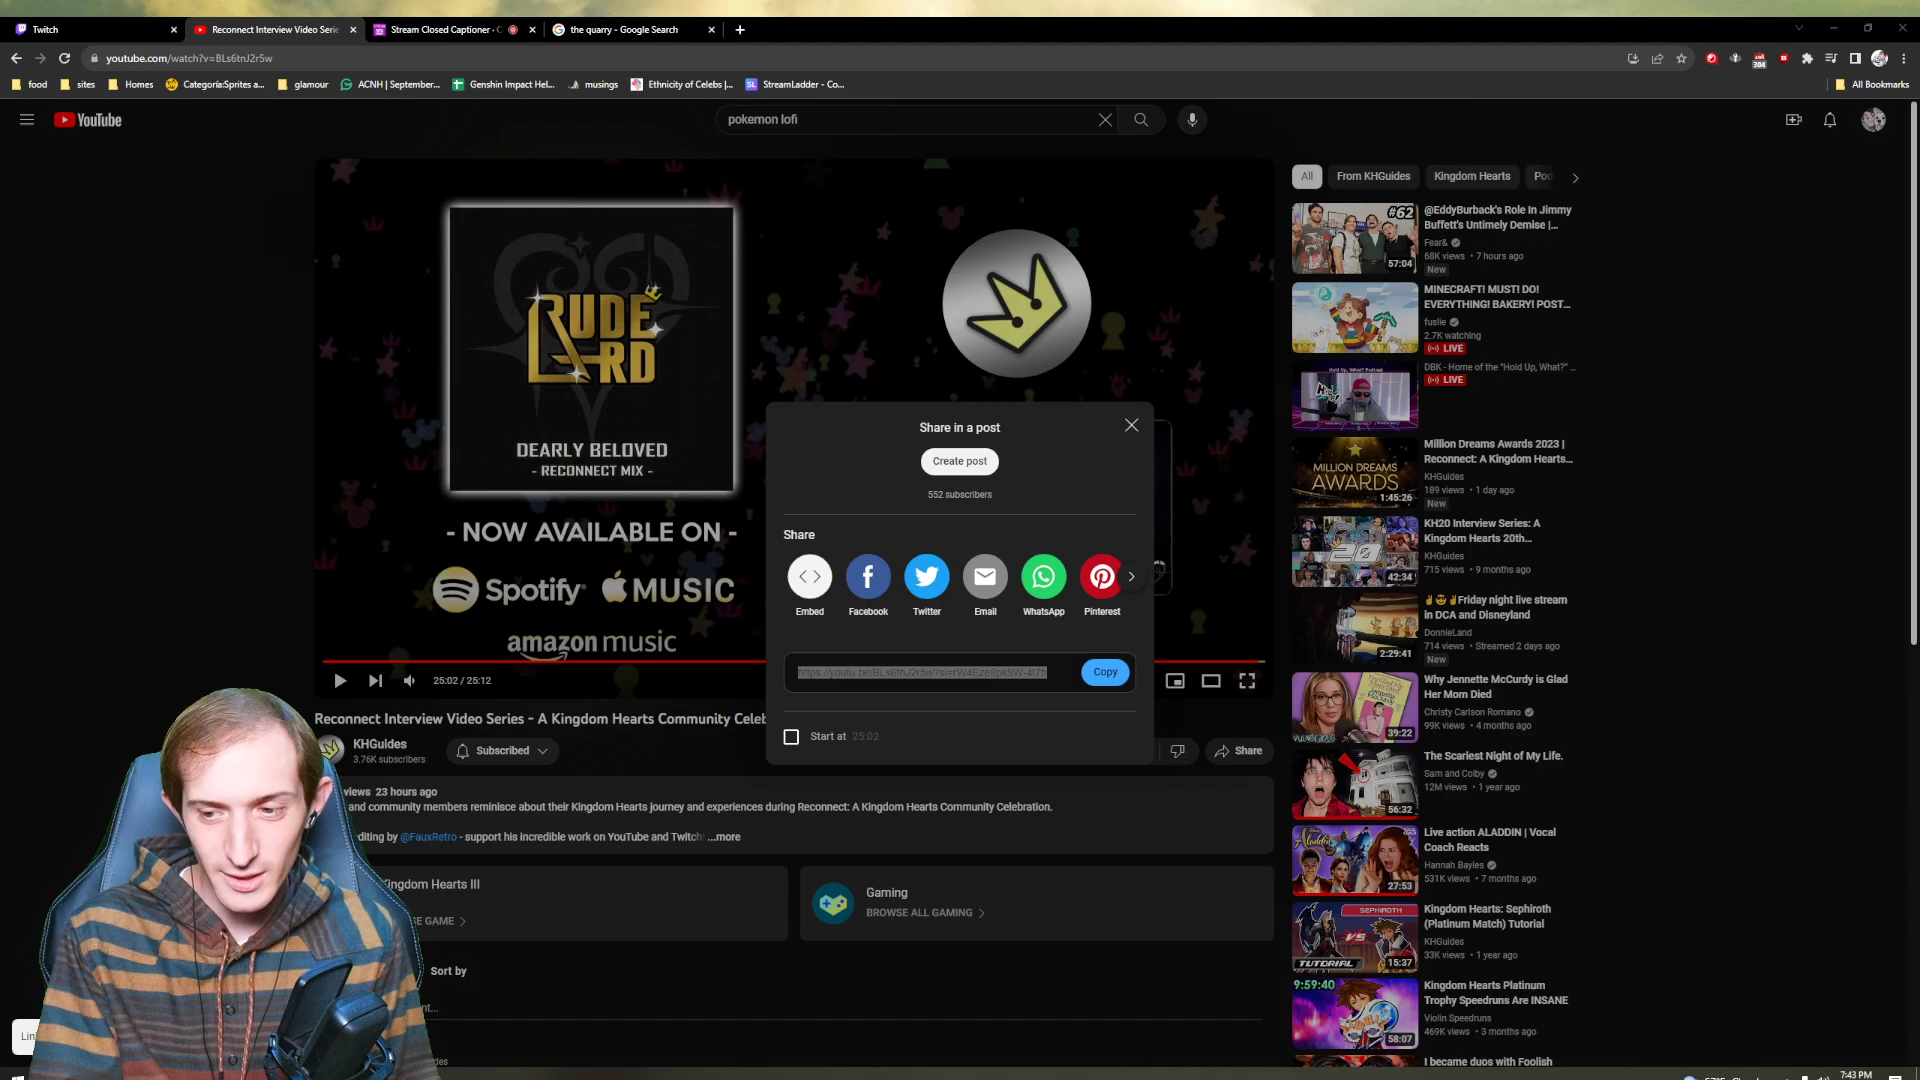 Twitch
Reconnect Interview Video Serie
Stream Closed Captioner - C
the quarry - Google Search
youtube.com/watch?v=BLs6tnJ2r5w
food
sites
Homes
Categoría:Sprites a...
glamour
ACNH | September...
Genshin Impact Hel...
musings
Ethnicity of Celebs |...
StreamLadder - Co...
304
All Bookmarks
YouTube
pokemon lofi
RUDE
LRD
DEARLY BELOVED
- RECONNECT MIX -
- NOW AVAILABLE ON -
Spotify
MUSIC
amazon music
25:02 / 25:12
Share in a post
Create post
552 subscribers
Share
Embed
Facebook
Twitter
Email
WhatsApp
Pinterest
Copy
Start at 25:02
Reconnect Interview Video Series - A Kingdom Hearts Community Celeb
KHGuides
3.76K subscribers
Subscribed
Share
views 23 hours ago
and community members reminisce about their Kingdom Hearts journey and experiences during Reconnect: A Kingdom Hearts Community Celebration.
diting by @FauxRetro - support his incredible work on YouTube and Twitch ...more
ingdom Hearts III
SE GAME
Gaming
BROWSE ALL GAMING
Sort by
All
From KHGuides
Kingdom Hearts
Pod
#62
57:04
@EddyBurback's Role In Jimmy
Buffett's Untimely Demise |...
Fear&
68K views • 7 hours ago
New
MINECRAFT! MUST! DO!
EVERYTHING! BAKERY! POST...
fuslie
2.7K watching
LIVE
DBK - Home of the "Hold Up, What?" ...
LIVE
MILLION DREAMS
AWARDS
1:45:26
Million Dreams Awards 2023 |
Reconnect: A Kingdom Hearts...
KHGuides
189 views • 1 day ago
New
20
42:34
KH20 Interview Series: A
Kingdom Hearts 20th...
KHGuides
715 views • 9 months ago
2:29:41
Friday night live stream
in DCA and Disneyland
DonnieLand
714 views • Streamed 2 days ago
New
vulnerable
39:22
Why Jennette McCurdy is Glad
Her Mom Died
Christy Carlson Romano
99K views • 4 months ago
56:32
The Scariest Night of My Life.
Sam and Colby
12M views • 1 year ago
Aladdin
27:53
Live action ALADDIN | Vocal
Coach Reacts
Hannah Bayles
531K views • 7 months ago
SEPHIROTH
VS
TUTORIAL
15:37
Kingdom Hearts: Sephiroth
(Platinum Match) Tutorial
KHGuides
33K views • 1 year ago
9:59:40
58:07
Kingdom Hearts Platinum
Trophy Speedruns Are INSANE
Violin Speedruns
469K views • 3 months ago
I became duos with Foolish
7:43 PM